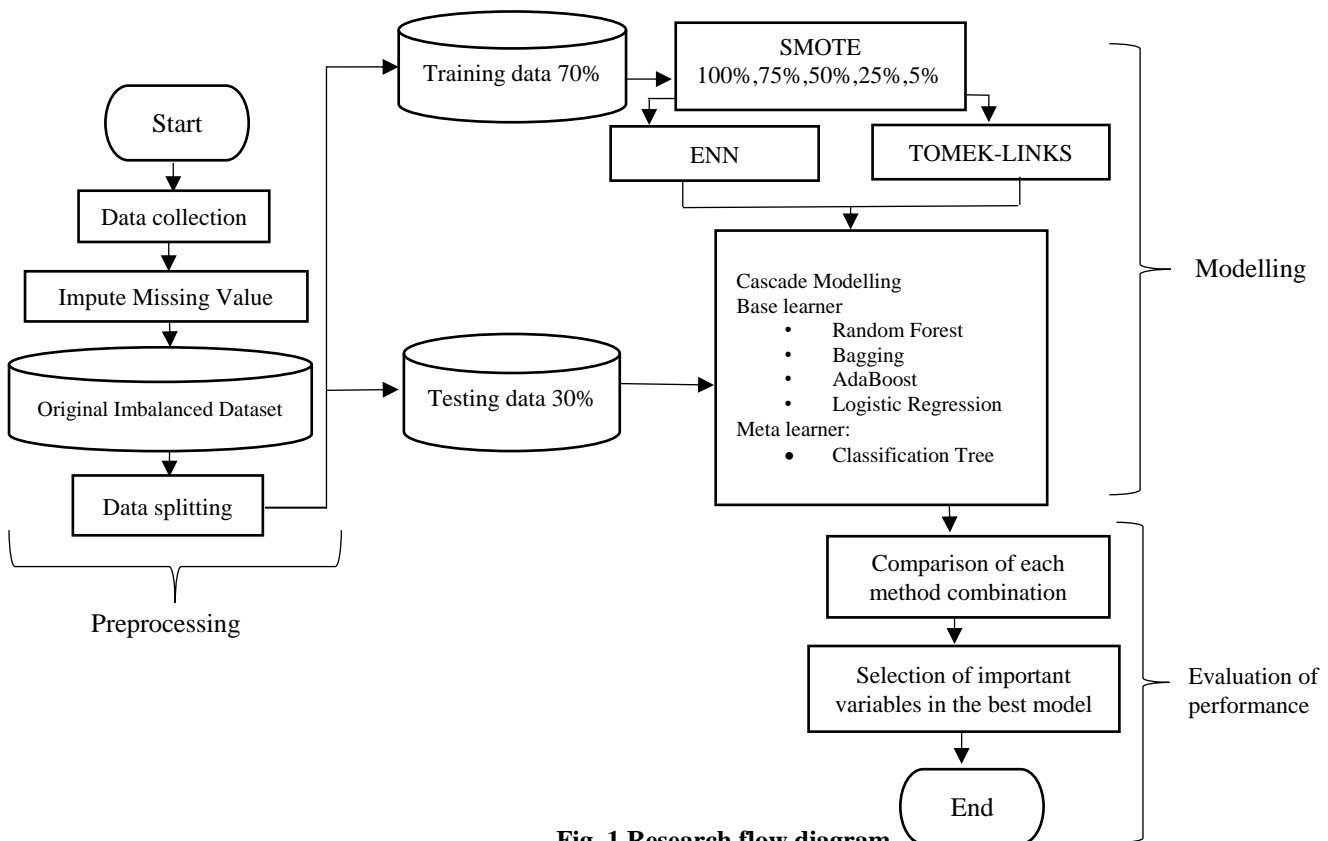 Start
Data collection
Impute Missing Value
Original Imbalanced Dataset
Data splitting
Preprocessing
Training data 70%
Testing data 30%
SMOTE
100%,75%,50%,25%,5%
ENN
TOMEK-LINKS
Cascade Modelling
Base learner
• Random Forest
• Bagging
• AdaBoost
• Logistic Regression
Meta learner:
• Classification Tree
Modelling
Comparison of each
method combination
Selection of important
variables in the best model
End
Evaluation of
performance
Fig. 1 Research flow diagram